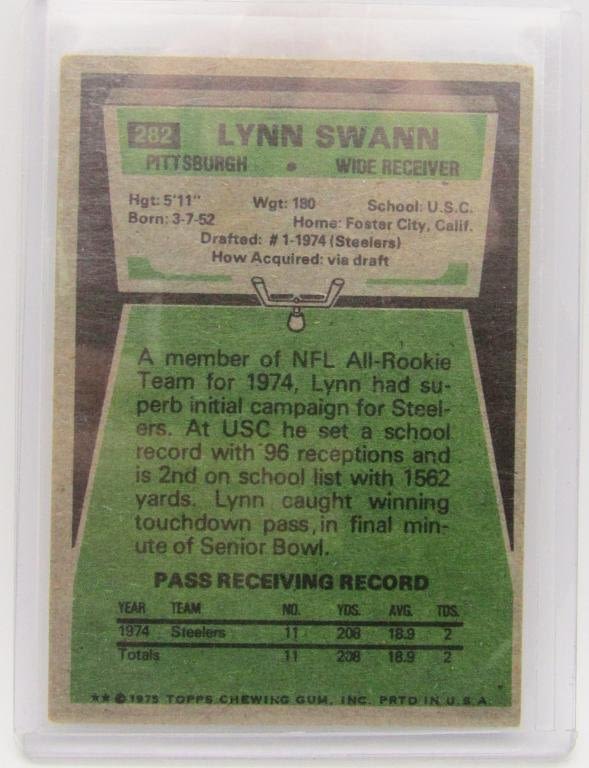 282 LYNN SWANN
PITTSBURGH • WIDE RECEIVER
Hgt: 5'11" Wgt: 180 School: U.S.C.
Born: 3-7-52 Home: Foster City, Calif.
Drafted: #1-1974 (Steelers)
How Acquired: via draft
A member of NFL All-Rookie
Team for 1974, Lynn had su-
perb initial campaign for Steel-
ers. At USC he set a school
record with 96 receptions and
is 2nd on school list with 1562
yards. Lynn caught winning
touchdown pass, in final min-
ute of Senior Bowl.
PASS RECEIVING RECORD
YEAR TEAM NO. YDS. AVG. TDS.
1974 Steelers 11 208 18.9 2
Totals 11 208 18.9 2
** © 1975 TOPPS CHEWING GUM, INC. PRTD IN U.S.A.